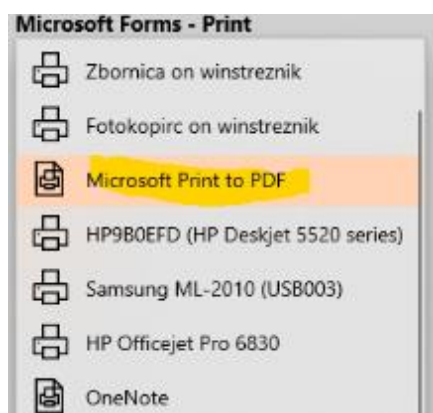 Microsoft Forms - Print
Zbornica on winstreznik
Fotokopirc on winstreznik
Microsoft Print to PDF
HP9B0EFD (HP Deskjet 5520 series)
Samsung ML-2010 (USB003)
HP Officejet Pro 6830
OneNote